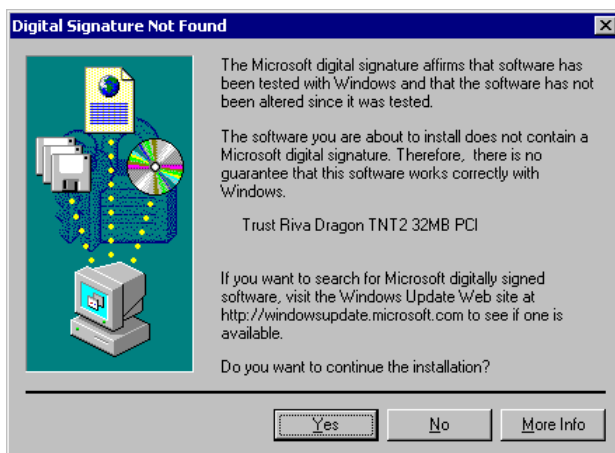 Digital Signature Not Found
The Microsoft digital signature affirms that software has
been tested with Windows and that the software has not
been altered since it was tested.
The software you are about to install does not contain a
Microsoft digital signature. Therefore, there is no
guarantee that this software works correctly with
Windows.
Trust Riva Dragon TNT2 32MB PCI
If you want to search for Microsoft digitally signed
software, visit the Windows Update Web site at
http://windowsupdate.microsoft.com to see if one is
available.
Do you want to continue the installation?
Yes No More Info